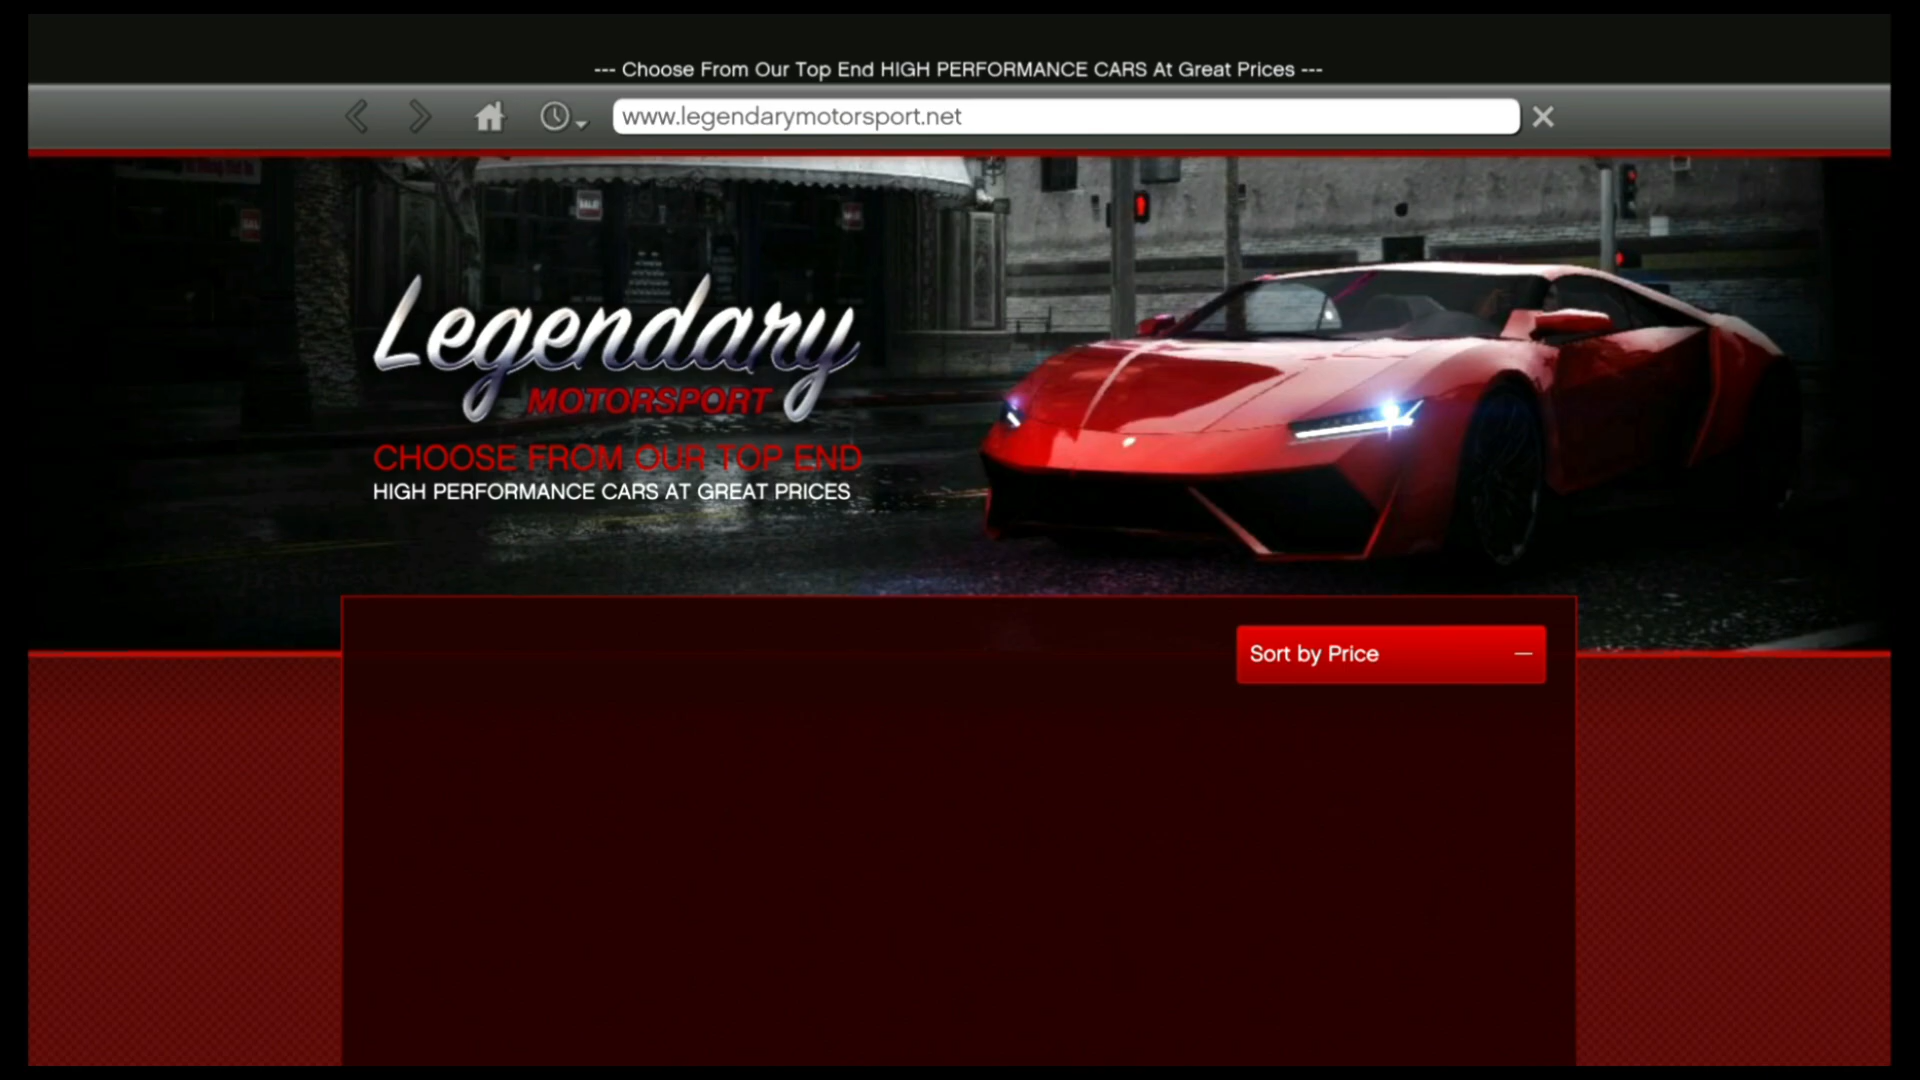 --- Choose From Our Top End HIGH PERFORMANCE CARS At Great Prices ---
www.legendarymotorsport.net
SALE!
Legendary
MOTORSPORT
CHOOSE FROM OUR TOP END
HIGH PERFORMANCE CARS AT GREAT PRICES
Sort by Price